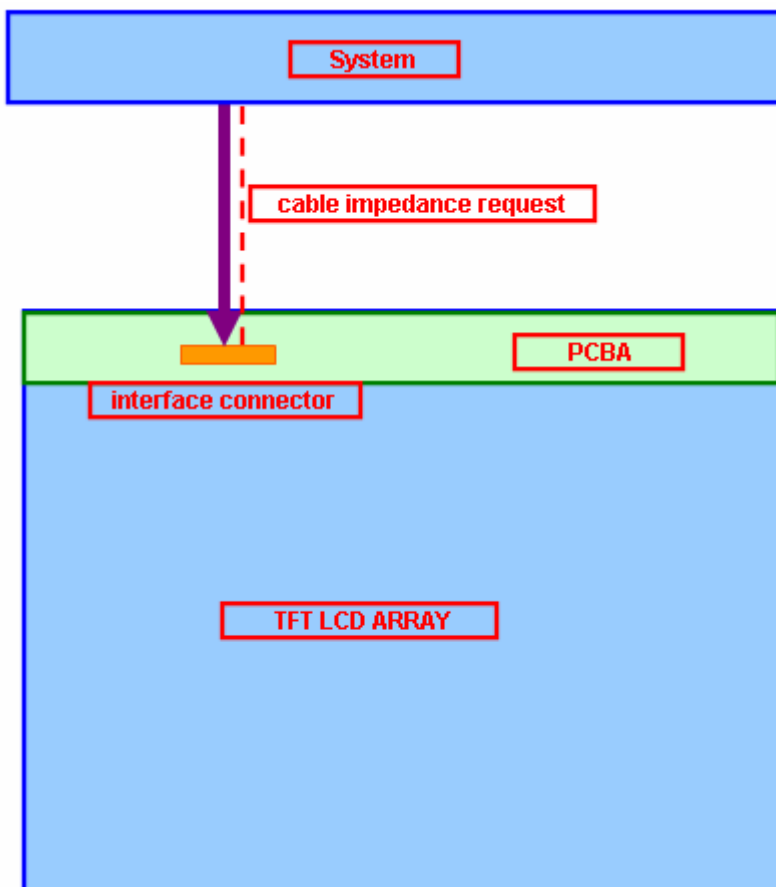 System
cable impedance request
PCBA
interface connector
TFT LCD ARRAY